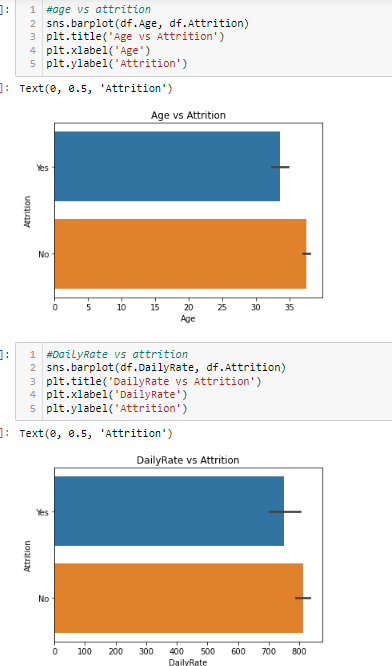 ]: 1 #age vs attrition
2 sns.barplot(df.Age, df.Attrition)
3 plt.title('Age vs Attrition')
4 plt.xlabel('Age')
5 plt.ylabel('Attrition')
]: Text(0, 0.5, 'Attrition')
Age vs Attrition
Yes
Attrition
No
0 5 10 15 20 25 30 35
Age
]: 1 #DailyRate vs attrition
2 sns.barplot(df.DailyRate, df.Attrition)
3 plt.title('DailyRate vs Attrition')
4 plt.xlabel('DailyRate')
5 plt.ylabel('Attrition')
]: Text(0, 0.5, 'Attrition')
DailyRate vs Attrition
Yes
Attrition
No
0 100 200 300 400 500 600 700 800
DailyRate